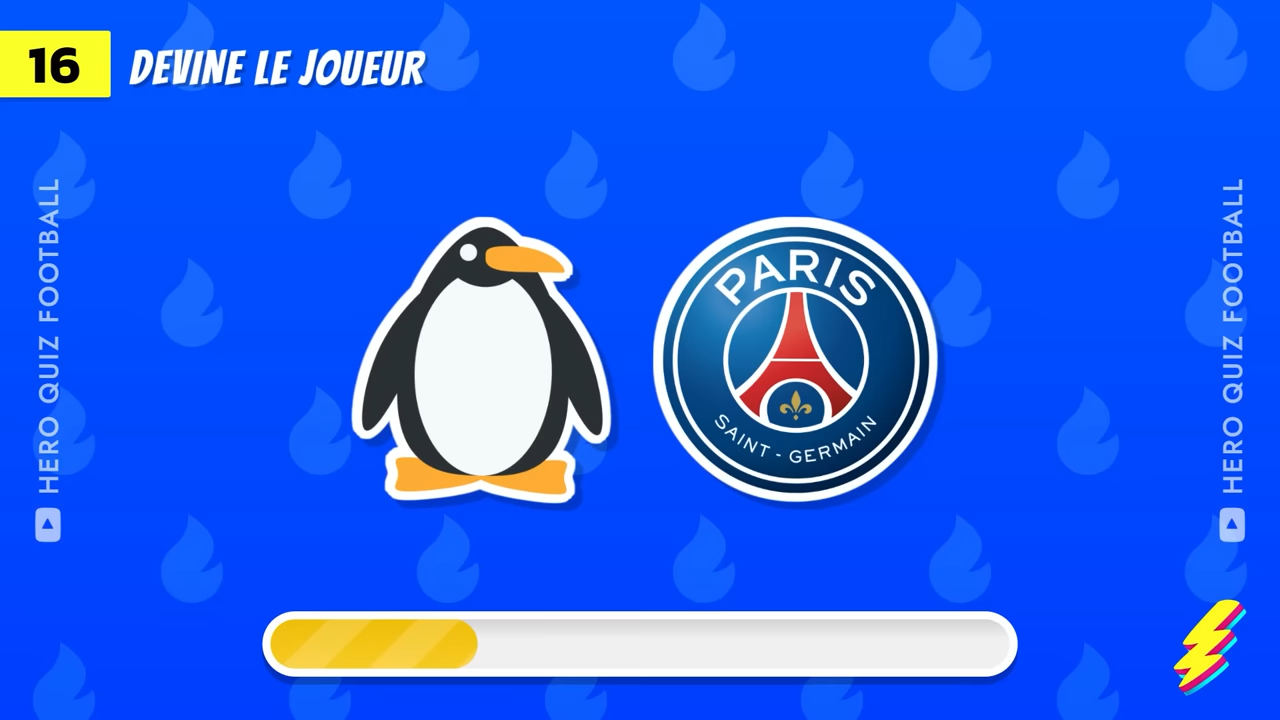 16
DEVINE LE JOUEUR
HERO QUIZ FOOTBALL
PARIS
SAINT - GERMAIN
HERO QUIZ FOOTBALL